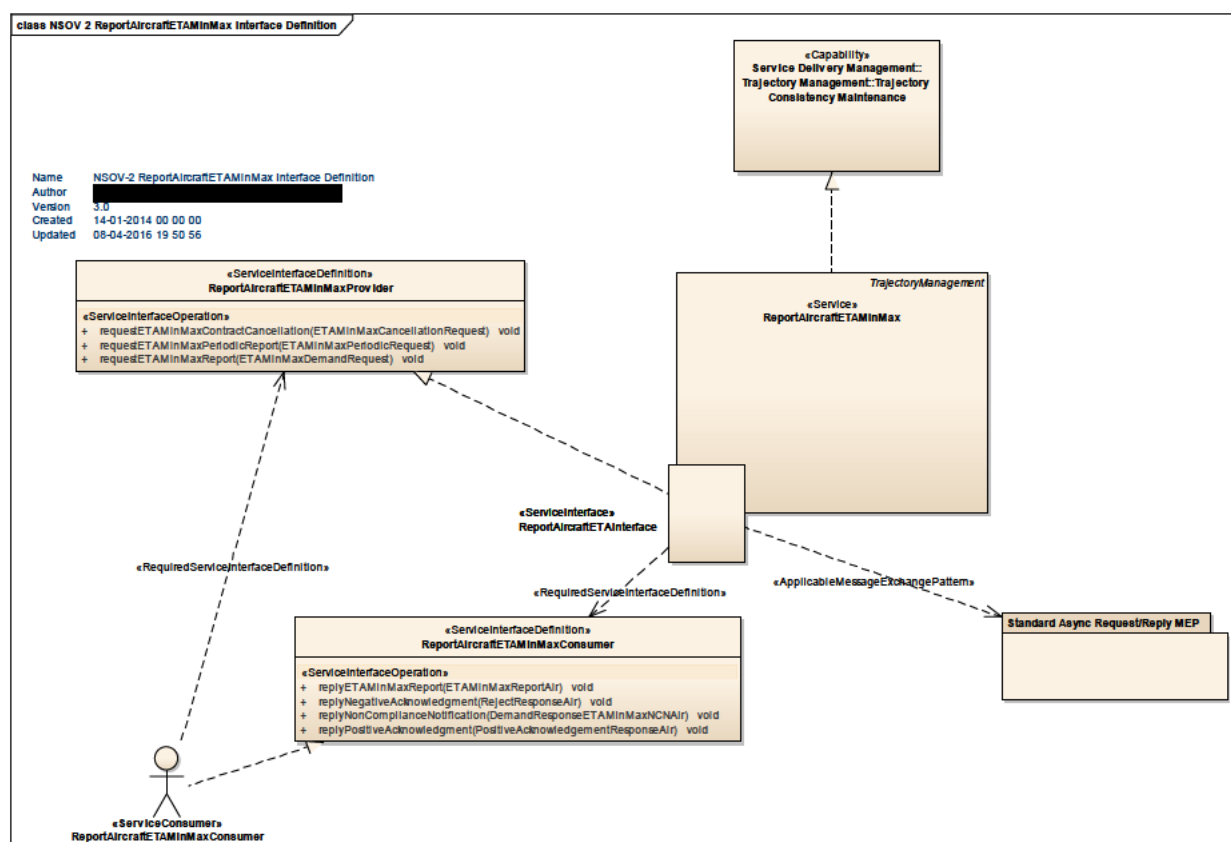 class NSOV 2 ReportAircraftETAMinMax Interface Definition
«Capability»
Service Delivery Management::
Trajectory Management::Trajectory
Consistency Maintenance
Name NSOV-2 ReportAircraftETAMinMax Interface Definition
Author
Version 3.0
Created 14-01-2014 00 00 00
Updated 08-04-2016 19 50 56
«ServiceInterfaceDefinition»
ReportAircraftETAMinMaxProvider
«ServiceInterfaceOperation»
+ requestETAMinMaxContractCancellation(ETAMinMaxCancellationRequest) void
+ requestETAMinMaxPeriodicReport(ETAMinMaxPeriodicRequest) void
+ requestETAMinMaxReport(ETAMinMaxDemandRequest) void
TrajectoryManagement
«Service»
ReportAircraftETAMinMax
«ServiceInterface»
ReportAircraftETAInterface
«RequiredServiceInterfaceDefinition»
«ApplicableMessageExchangePattern»
«RequiredServiceInterfaceDefinition»
«ServiceInterfaceDefinition»
ReportAircraftETAMinMaxConsumer
«ServiceInterfaceOperation»
+ replyETAMinMaxReport(ETAMinMaxReportAir) void
+ replyNegativeAcknowledgment(RejectResponseAir) void
+ replyNonComplianceNotification(DemandResponseETAMinMaxNCNAir) void
+ replyPositiveAcknowledgment(PositiveAcknowledgementResponseAir) void
Standard Async Request/Reply MEP
«ServiceConsumer»
ReportAircraftETAMinMaxConsumer